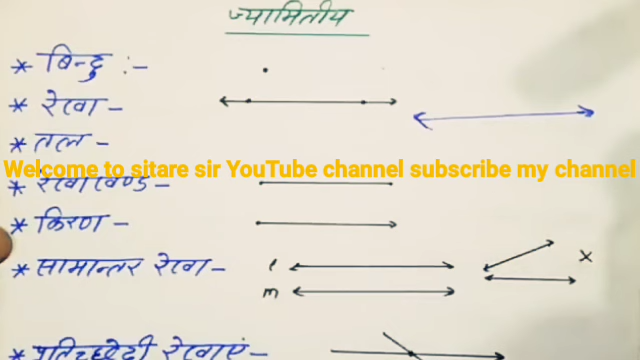 ज्यामितीय
* बिन्दु :-
* रेखा -
* तल -
Welcome to sitare sir YouTube channel subscribe my channel
* रेखाखण्ड -
* किरण -
* सामान्तर रेखा - l
m
x
* प्रतिच्छेदी रेखाएं -